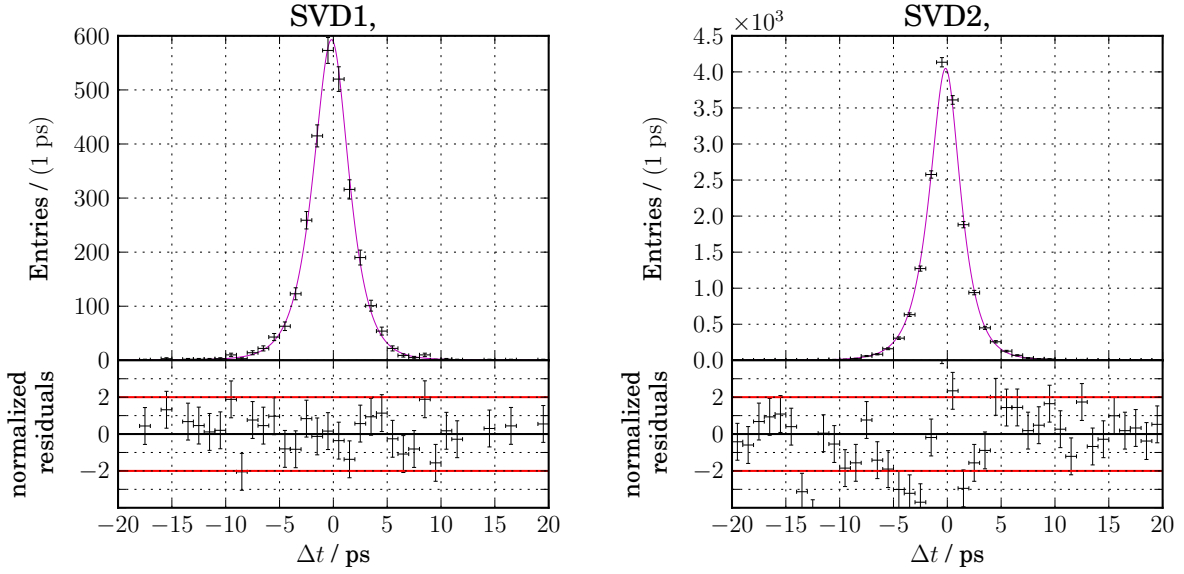 SVD1,
600
500
400
300
200
100
0
Entries / (1 ps)
2
0
−2
normalized
residuals
−20 −15 −10 −5 0 5 10 15 20
Δt / ps
SVD2,
×10³
4.5
4.0
3.5
3.0
2.5
2.0
1.5
1.0
0.5
0.0
Entries / (1 ps)
2
0
−2
normalized
residuals
−20 −15 −10 −5 0 5 10 15 20
Δt / ps